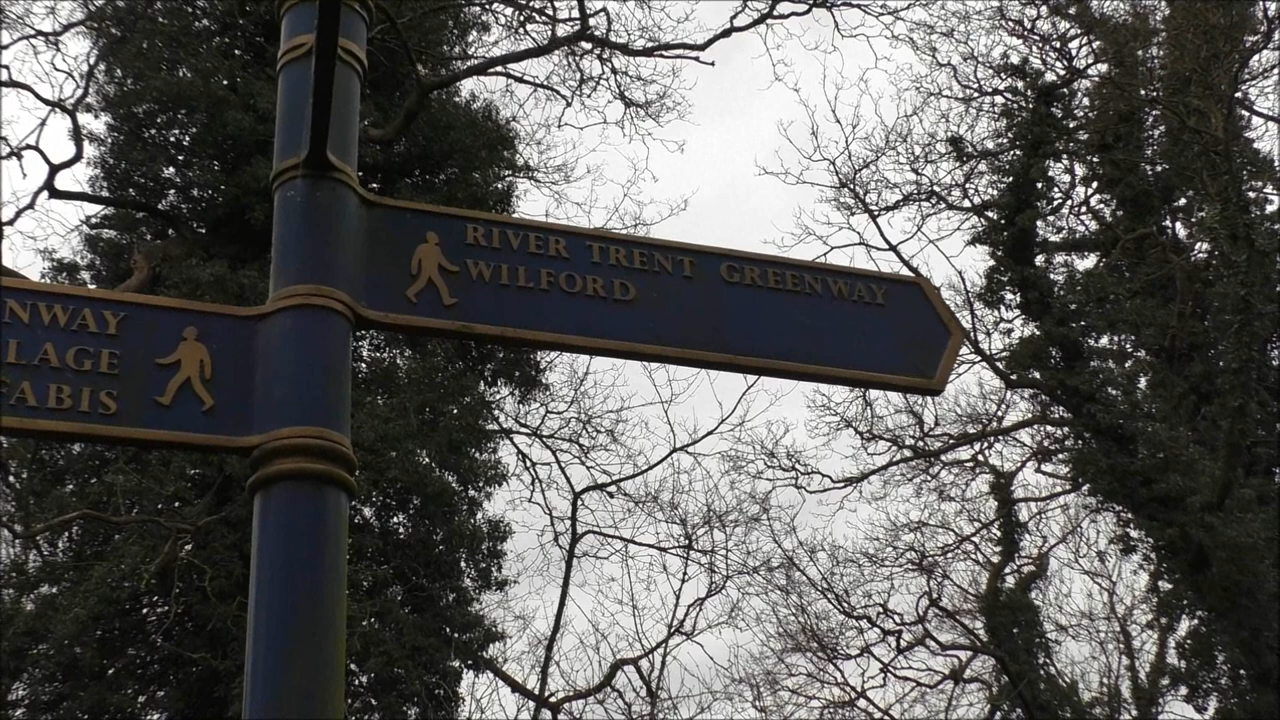 RIVER TRENT GREENWAY
WILFORD
NWAY
LAGE
FABIS